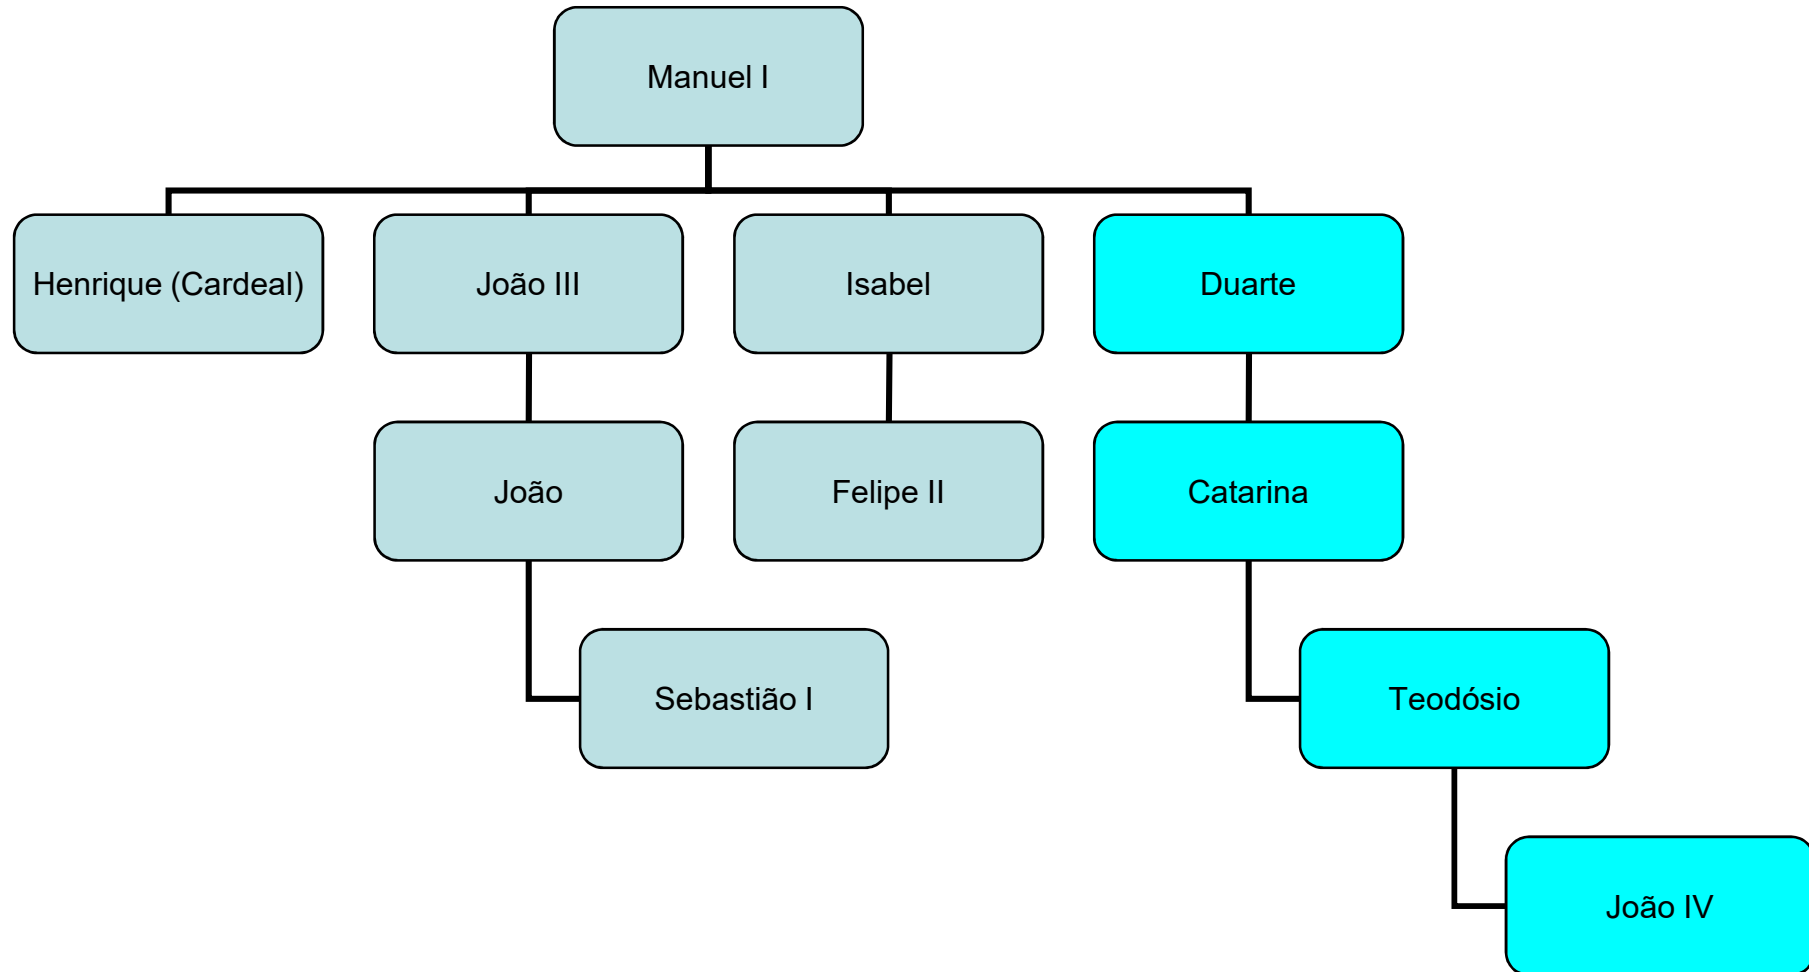 Manuel I
Henrique (Cardeal)
João III
Isabel
Duarte
João
Felipe II
Catarina
Sebastião I
Teodósio
João IV